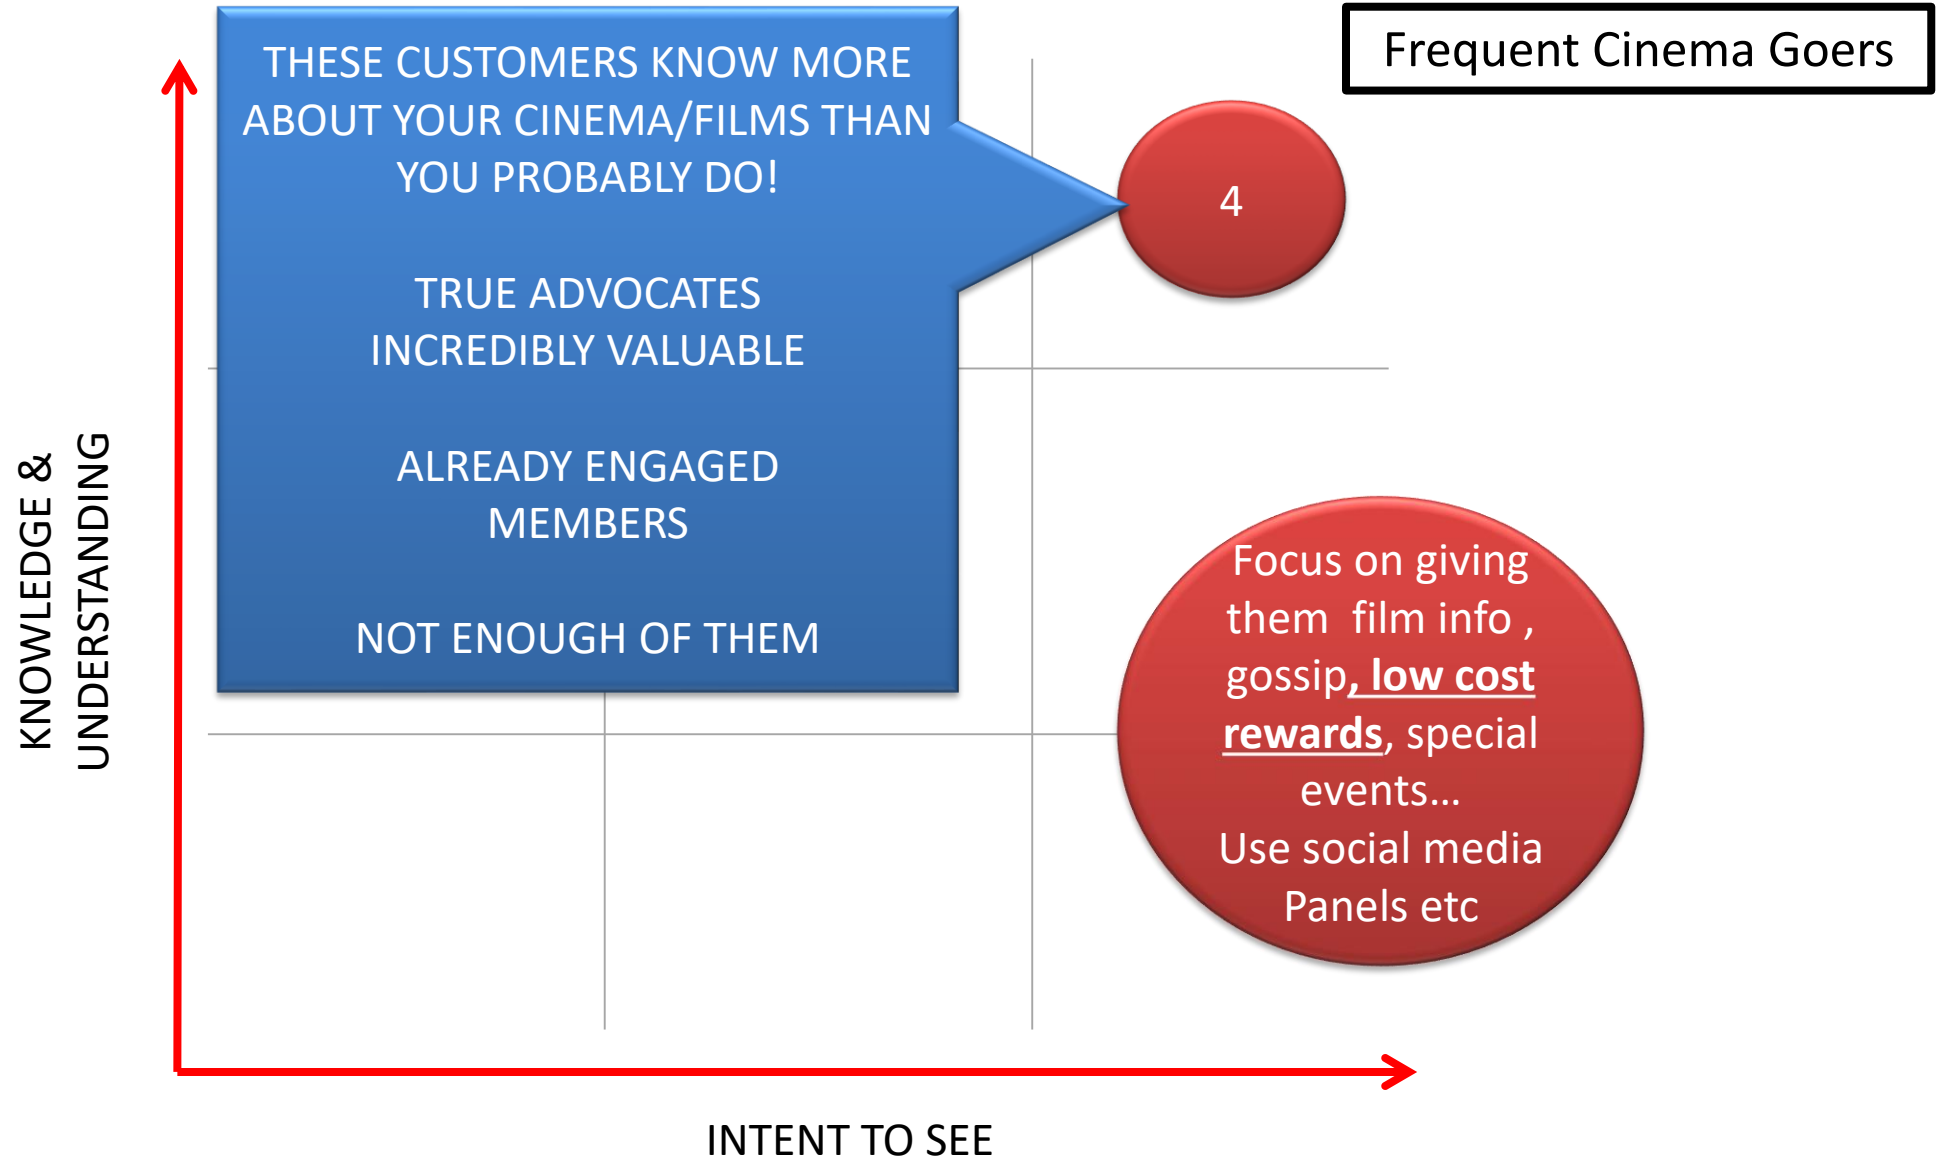 Frequent Cinema Goers
THESE CUSTOMERS KNOW MORE
ABOUT YOUR CINEMA/FILMS THAN
YOU PROBABLY DO!
TRUE ADVOCATES
INCREDIBLY VALUABLE
ALREADY ENGAGED
MEMBERS
NOT ENOUGH OF THEM
4
KNOWLEDGE &
UNDERSTANDING
Focus on giving
them  film info ,
gossip, low cost
rewards, special
events…
Use social media
Panels etc
INTENT TO SEE